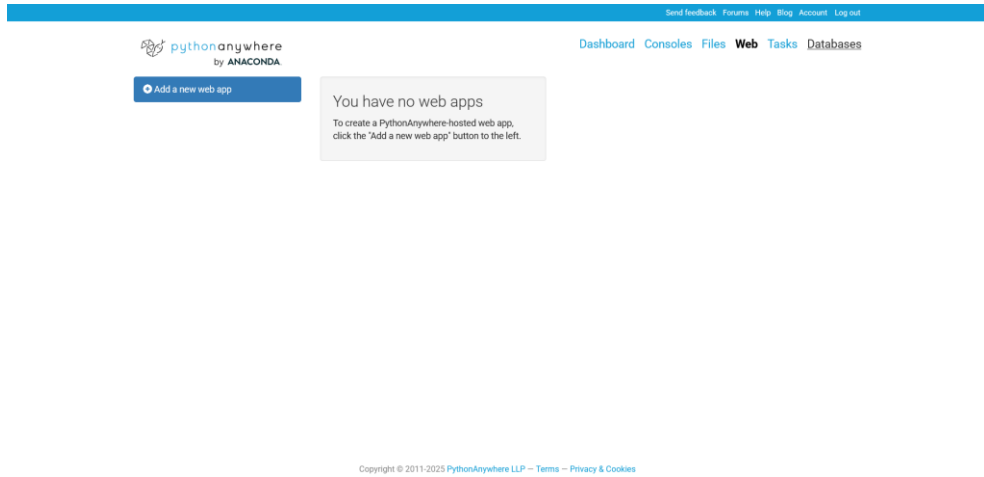 Send feedback Forums Help Blog Account Log out
pythonanywhere
by ANACONDA.
Dashboard Consoles Files Web Tasks Databases
Add a new web app
You have no web apps
To create a PythonAnywhere-hosted web app,
click the "Add a new web app" button to the left.
Copyright © 2011-2025 PythonAnywhere LLP — Terms — Privacy & Cookies